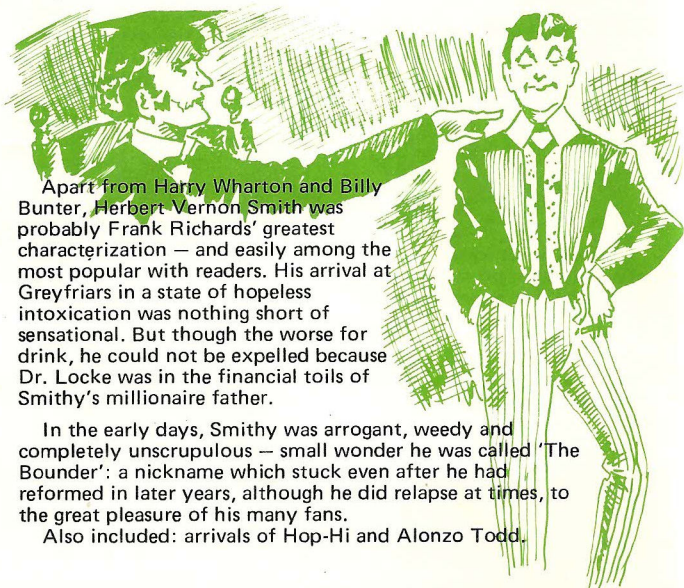 Apart from Harry Wharton and Billy
Bunter, Herbert Vernon Smith was
probably Frank Richards' greatest
characterization — and easily among the
most popular with readers. His arrival at
Greyfriars in a state of hopeless
intoxication was nothing short of
sensational. But though the worse for
drink, he could not be expelled because
Dr. Locke was in the financial toils of
Smithy's millionaire father.
In the early days, Smithy was arrogant, weedy and
completely unscrupulous — small wonder he was called 'The
Bounder': a nickname which stuck even after he had
reformed in later years, although he did relapse at times, to
the great pleasure of his many fans.
Also included: arrivals of Hop-Hi and Alonzo Todd.